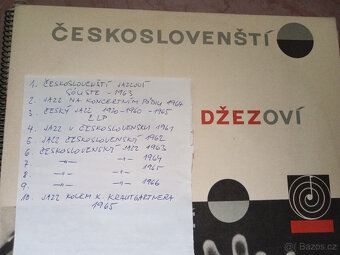 ČESKOSLOVENŠTÍ
DŽEZOVÍ
1. ČESKOSLOVENŠTÍ JAZZOVÍ
SÓLISTÉ - 1963
2. JAZZ NA KONCERTNÍM PÓDIU 1964
3. ČESKÝ JAZZ 1920-1960 - 1965
2 LP
4. JAZZ V ČESKOSLOVENSKU 1961
5. JAZZ ČESKOSLOVENSKÝ 1962
6. ČESKOSLOVENSKÝ JAZZ 1963
7. —"— —"— 1964
8. —"— —"— 1965
9. —"— —"— 1966
10. JAZZ KOLEM K. KRAUTGARTNERA
1965
bazos.cz